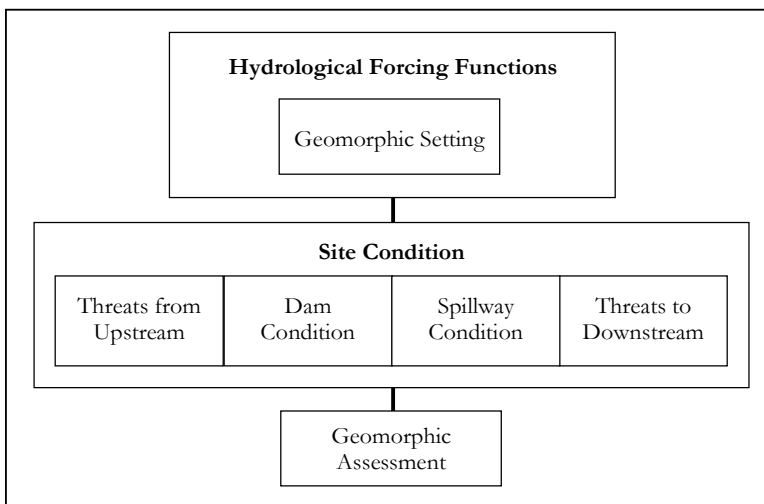 Hydrological Forcing Functions
Geomorphic Setting
Site Condition
Threats from
Upstream
Dam
Condition
Spillway
Condition
Threats to
Downstream
Geomorphic
Assessment